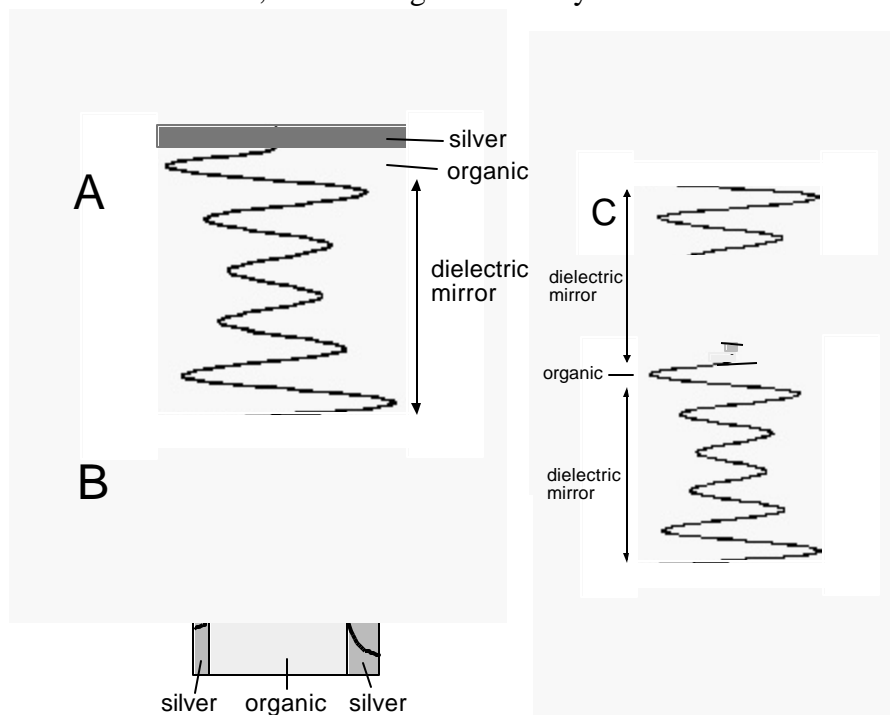 silver
organic
A
dielectric
mirror
B
silver organic silver
C
dielectric
mirror
organic
dielectric
mirror